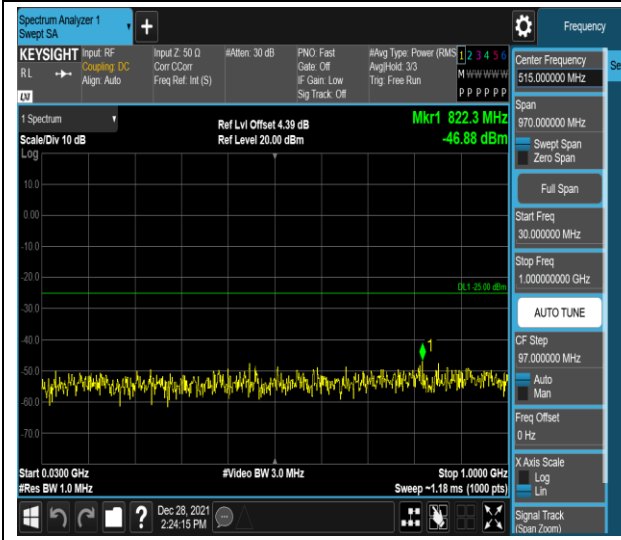 Spectrum Analyzer 1
Swept SA
+
Frequency
KEYSIGHT
RL
LXI
Input: RF
Coupling: DC
Align: Auto
Input Z: 50 Ω
Corr CCorr
Freq Ref: Int (S)
#Atten: 30 dB
PNO: Fast
Gate: Off
IF Gain: Low
Sig Track: Off
#Avg Type: Power (RMS
Avg|Hold: 3/3
Trig: Free Run
1 2 3 4 5 6
M W W W W W
P P P P P P
1 Spectrum
Scale/Div 10 dB
Log
Ref Lvl Offset 4.39 dB
Ref Level 20.00 dBm
Mkr1 822.3 MHz
-46.88 dBm
10.0
0.00
-10.0
-20.0
DL1 -25.00 dBm
-30.0
-40.0
1
-50.0
-60.0
-70.0
Start 0.0300 GHz
#Res BW 1.0 MHz
#Video BW 3.0 MHz
Stop 1.0000 GHz
Sweep ~1.18 ms (1000 pts)
?
Dec 28, 2021
2:24:15 PM
Center Frequency
515.000000 MHz
Se
Span
970.000000 MHz
Swept Span
Zero Span
Full Span
Start Freq
30.000000 MHz
Stop Freq
1.000000000 GHz
AUTO TUNE
CF Step
97.000000 MHz
Auto
Man
Freq Offset
0 Hz
X Axis Scale
Log
Lin
Signal Track
(Span Zoom)